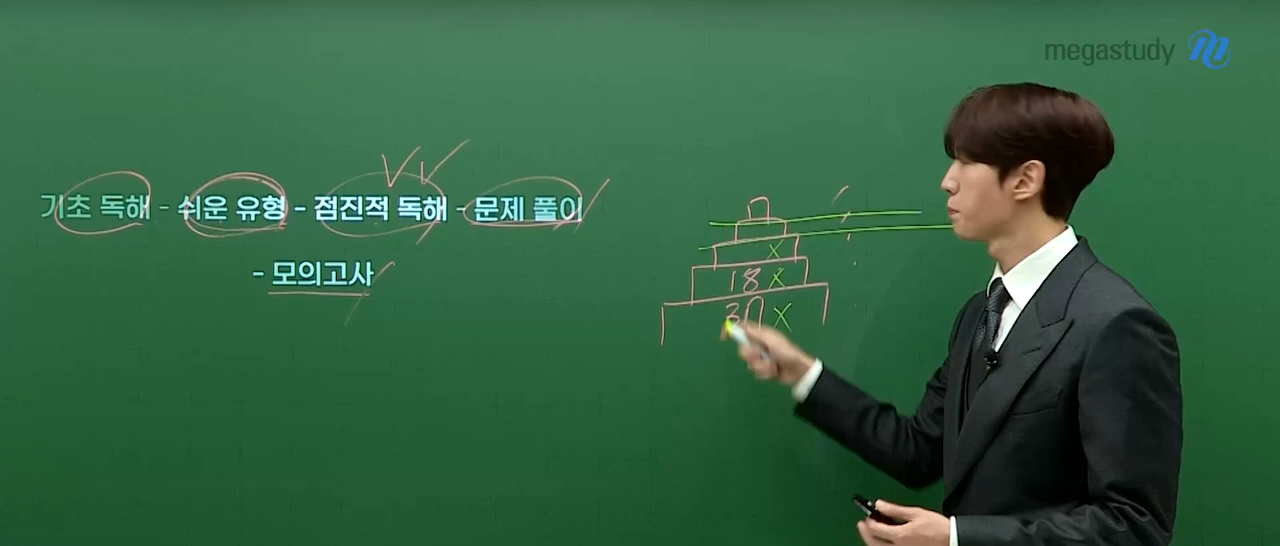 megastudy
기초 독해 - 쉬운 유형 - 점진적 독해 - 문제 풀이
- 모의고사
X
18 X
30 X